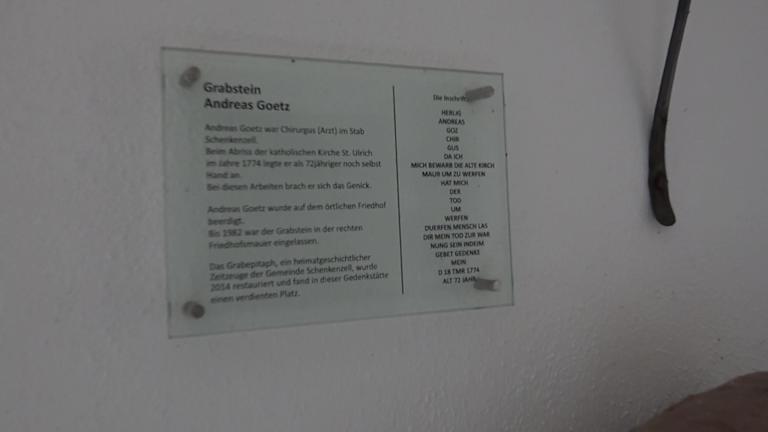 Grabstein
Andreas Goetz
Andreas Goetz war Chirurgus (Arzt) im Stab
Schenkenzell.
Beim Abriss der katholischen Kirche St. Ulrich
im Jahre 1774 legte er als 72jähriger noch selbst
Hand an.
Bei diesen Arbeiten brach er sich das Genick.
Andreas Goetz wurde auf dem örtlichen Friedhof
beerdigt.
Bis 1982 war der Grabstein in der rechten
Friedhofsmauer eingelassen.
Das Grabepitaph, ein heimatgeschichtlicher
Zeitzeuge der Gemeinde Schenkenzell, wurde
2014 restauriert und fand in dieser Gedenkstätte
einen verdienten Platz.
Die Inschrift
HERLIG
ANDREAS
GOZ
CHIR
GUS
DA ICH
MICH BEWARB DIE ALTE KIRCH
MAUR UM ZU WERFEN
HAT MICH
DER
TOD
UM
WERFEN
DUERFEN MENSCH LAS
DIR MEIN TOD ZUR WAR
NUNG SEIN INDEIM
GEBET GEDENKE
MEIN
D 18 TMR 1774
ALT 72 JAHR